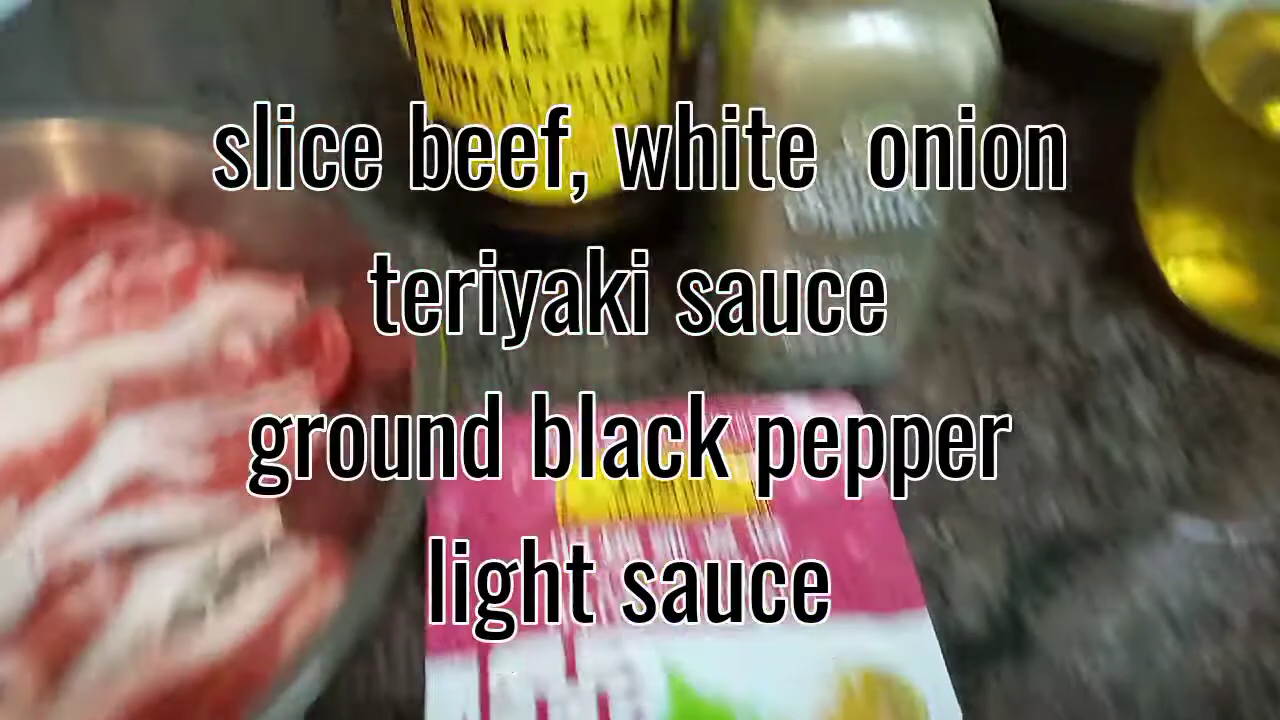 slice beef, white onion
teriyaki sauce
ground black pepper
light sauce